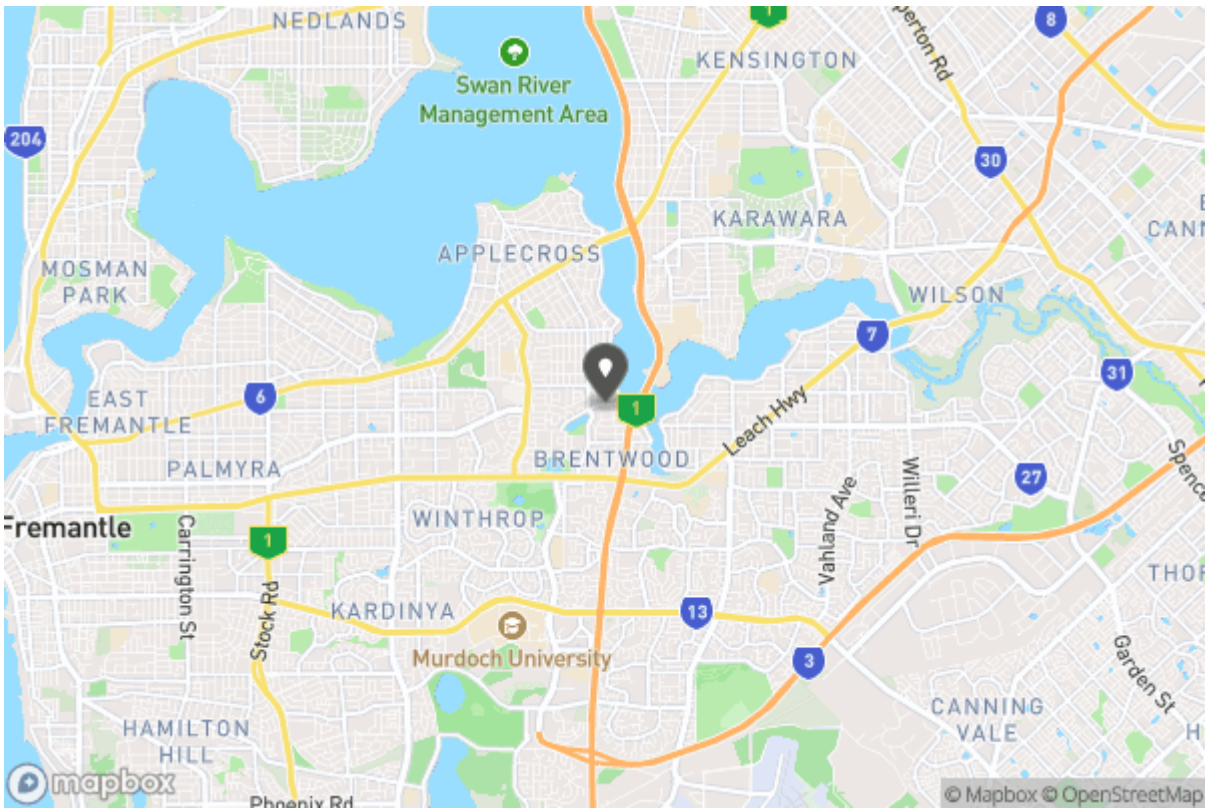 NEDLANDS
1
8
KENSINGTON
Swan River
Management Area
204
30
KARAWARA
APPLECROSS
MOSMAN
PARK
WILSON
7
31
6
EAST
FREMANTLE
1
Leach Hwy
BRENTWOOD
PALMYRA
Willeri Dr
27
Vahland Ave
WINTHROP
Fremantle
Carrington St
1
Stock Rd
KARDINYA
13
Murdoch University
3
Garden St
CANNING
VALE
HAMILTON
HILL
mapbox
Phoenix Rd
© Mapbox © OpenStreetMap